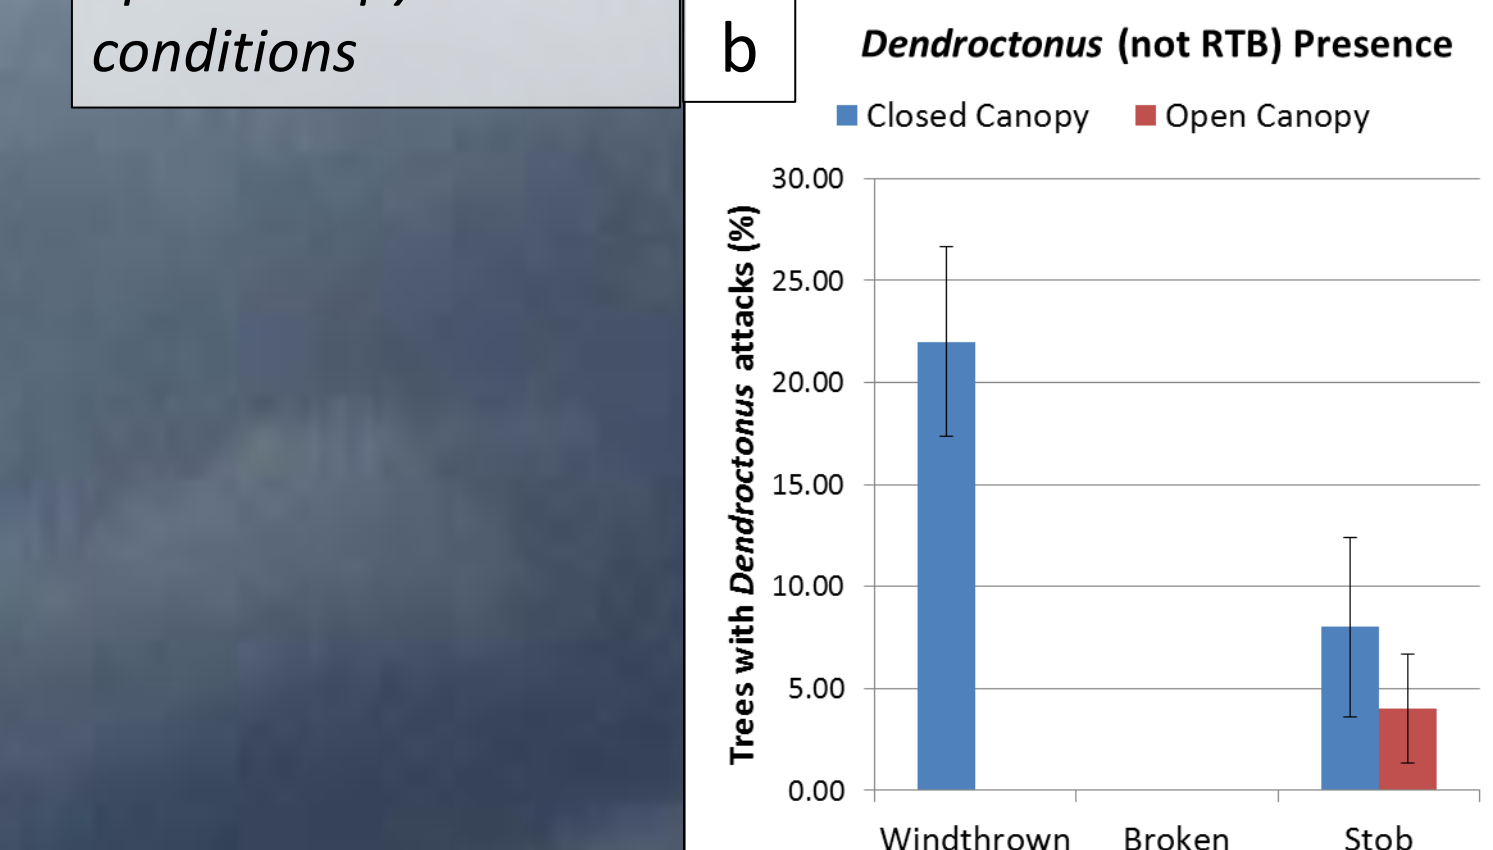 conditions
b
Dendroctonus (not RTB) Presence
Closed Canopy Open Canopy
30.00
25.00
20.00
15.00
10.00
5.00
0.00
Trees with Dendroctonus attacks (%)
Windthrown Broken Stob